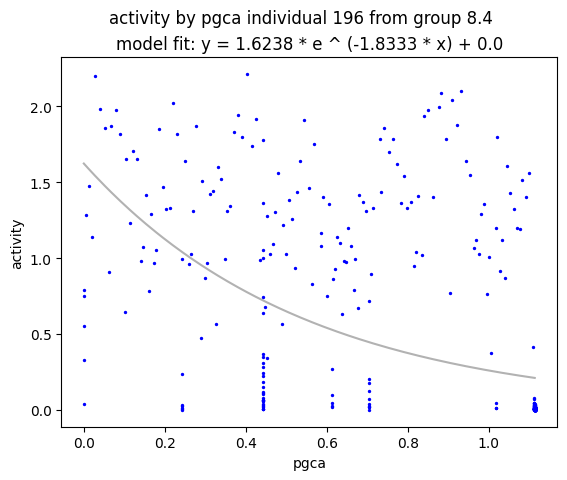 activity by pgca individual 196 from group 8.4
model fit: y = 1.6238 * e ^ (-1.8333 * x) + 0.0
2.0
1.5
1.0
0.5
0.0
activity
0.0 0.2 0.4 0.6 0.8 1.0
pgca